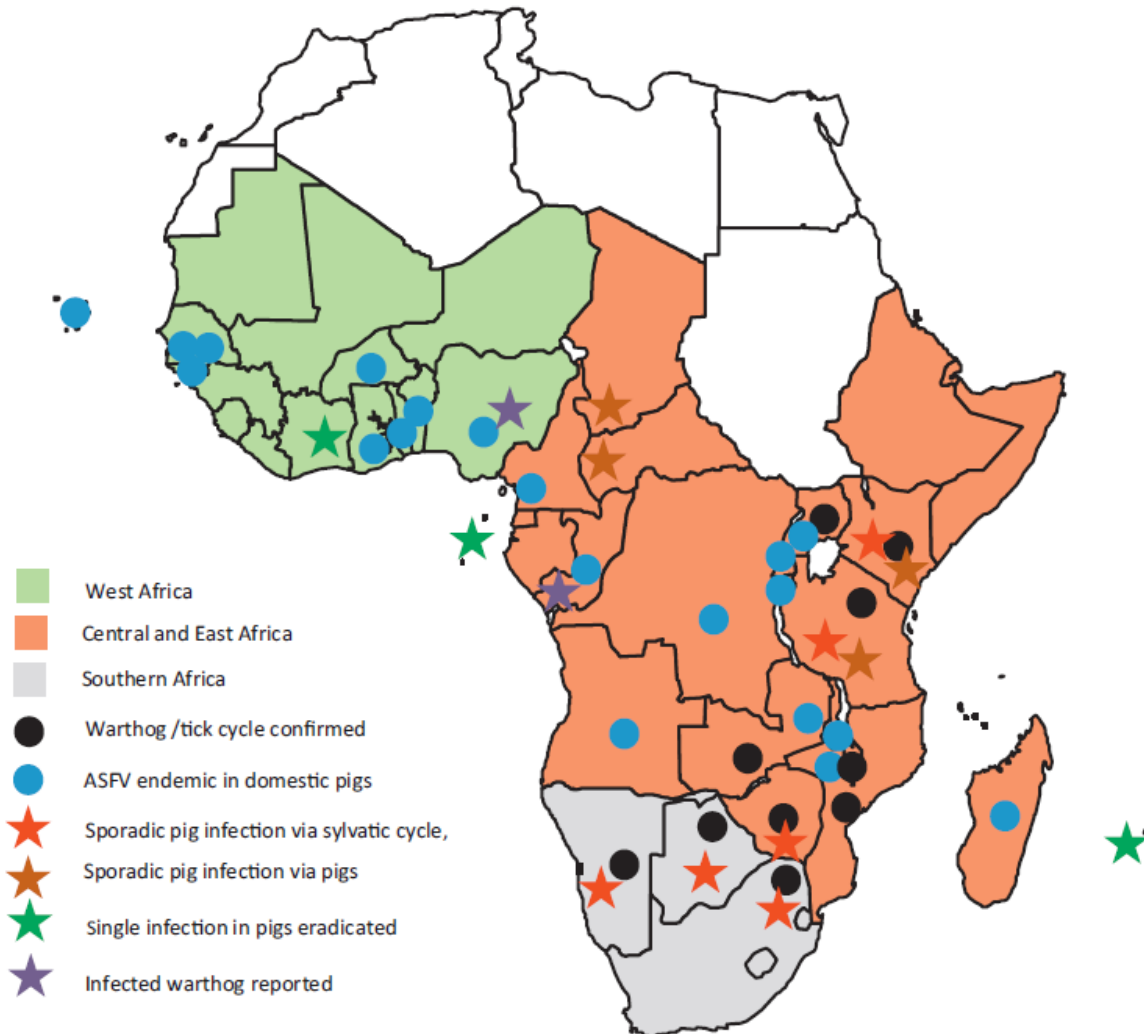 West Africa
Central and East Africa
Southern Africa
Warthog /tick cycle confirmed
ASFV endemic in domestic pigs
Sporadic pig infection via sylvatic cycle,
Sporadic pig infection via pigs
Single infection in pigs eradicated
Infected warthog reported